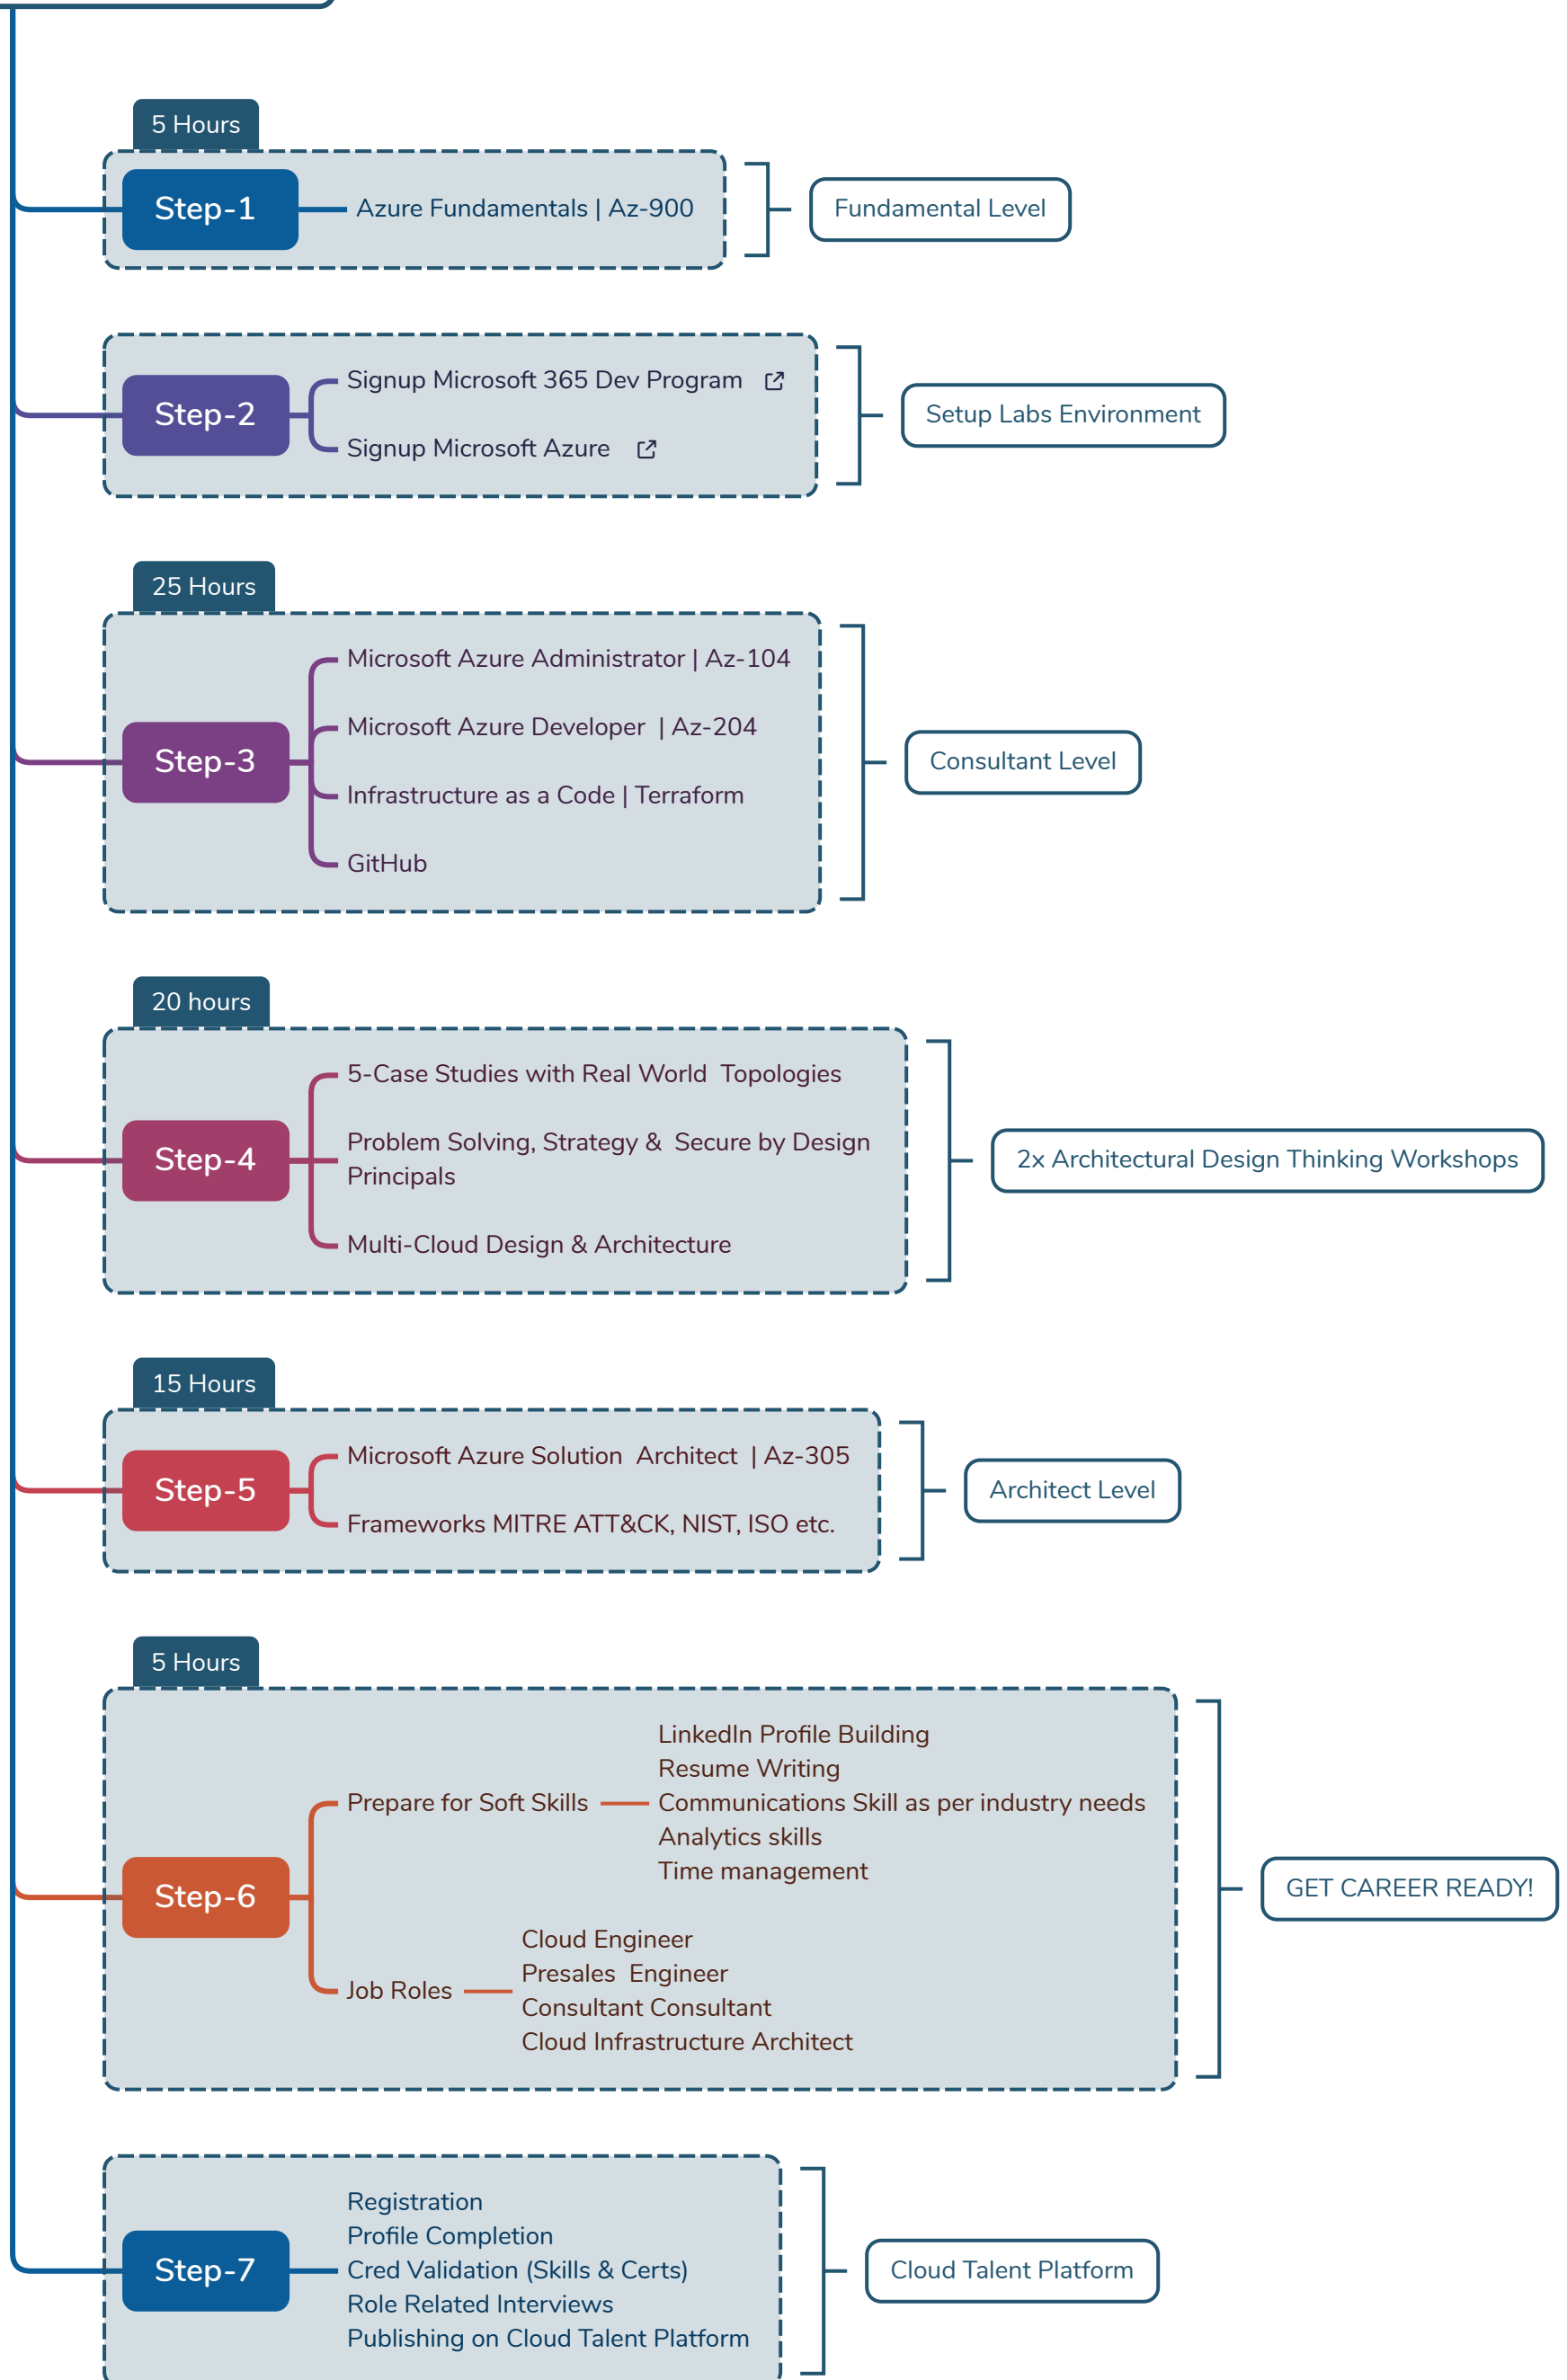 5 Hours
Step-1
Azure Fundamentals | Az-900
Fundamental Level
Step-2
Signup Microsoft 365 Dev Program
Signup Microsoft Azure
Setup Labs Environment
25 Hours
Step-3
Microsoft Azure Administrator | Az-104
Microsoft Azure Developer | Az-204
Infrastructure as a Code | Terraform
GitHub
Consultant Level
20 hours
Step-4
5-Case Studies with Real World Topologies
Problem Solving, Strategy & Secure by Design
Principals
Multi-Cloud Design & Architecture
2x Architectural Design Thinking Workshops
15 Hours
Step-5
Microsoft Azure Solution Architect | Az-305
Frameworks MITRE ATT&CK, NIST, ISO etc.
Architect Level
5 Hours
Step-6
Prepare for Soft Skills
LinkedIn Profile Building
Resume Writing
Communications Skill as per industry needs
Analytics skills
Time management
Job Roles
Cloud Engineer
Presales Engineer
Consultant Consultant
Cloud Infrastructure Architect
GET CAREER READY!
Step-7
Registration
Profile Completion
Cred Validation (Skills & Certs)
Role Related Interviews
Publishing on Cloud Talent Platform
Cloud Talent Platform